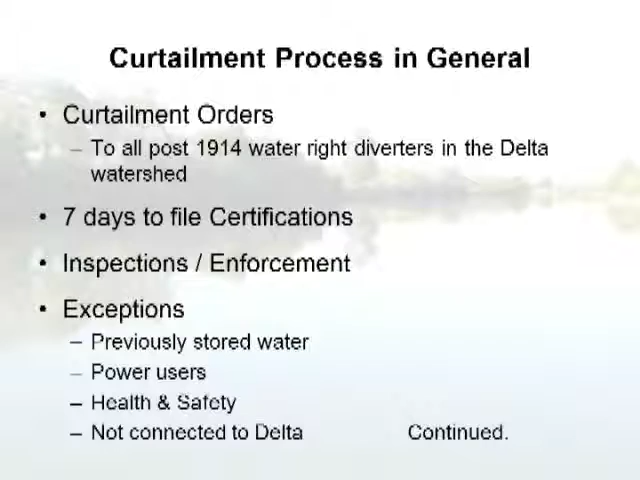 Curtailment Process in General
• Curtailment Orders
– To all post 1914 water right diverters in the Delta
watershed
• 7 days to file Certifications
• Inspections / Enforcement
• Exceptions
– Previously stored water
– Power users
– Health & Safety
– Not connected to Delta Continued.